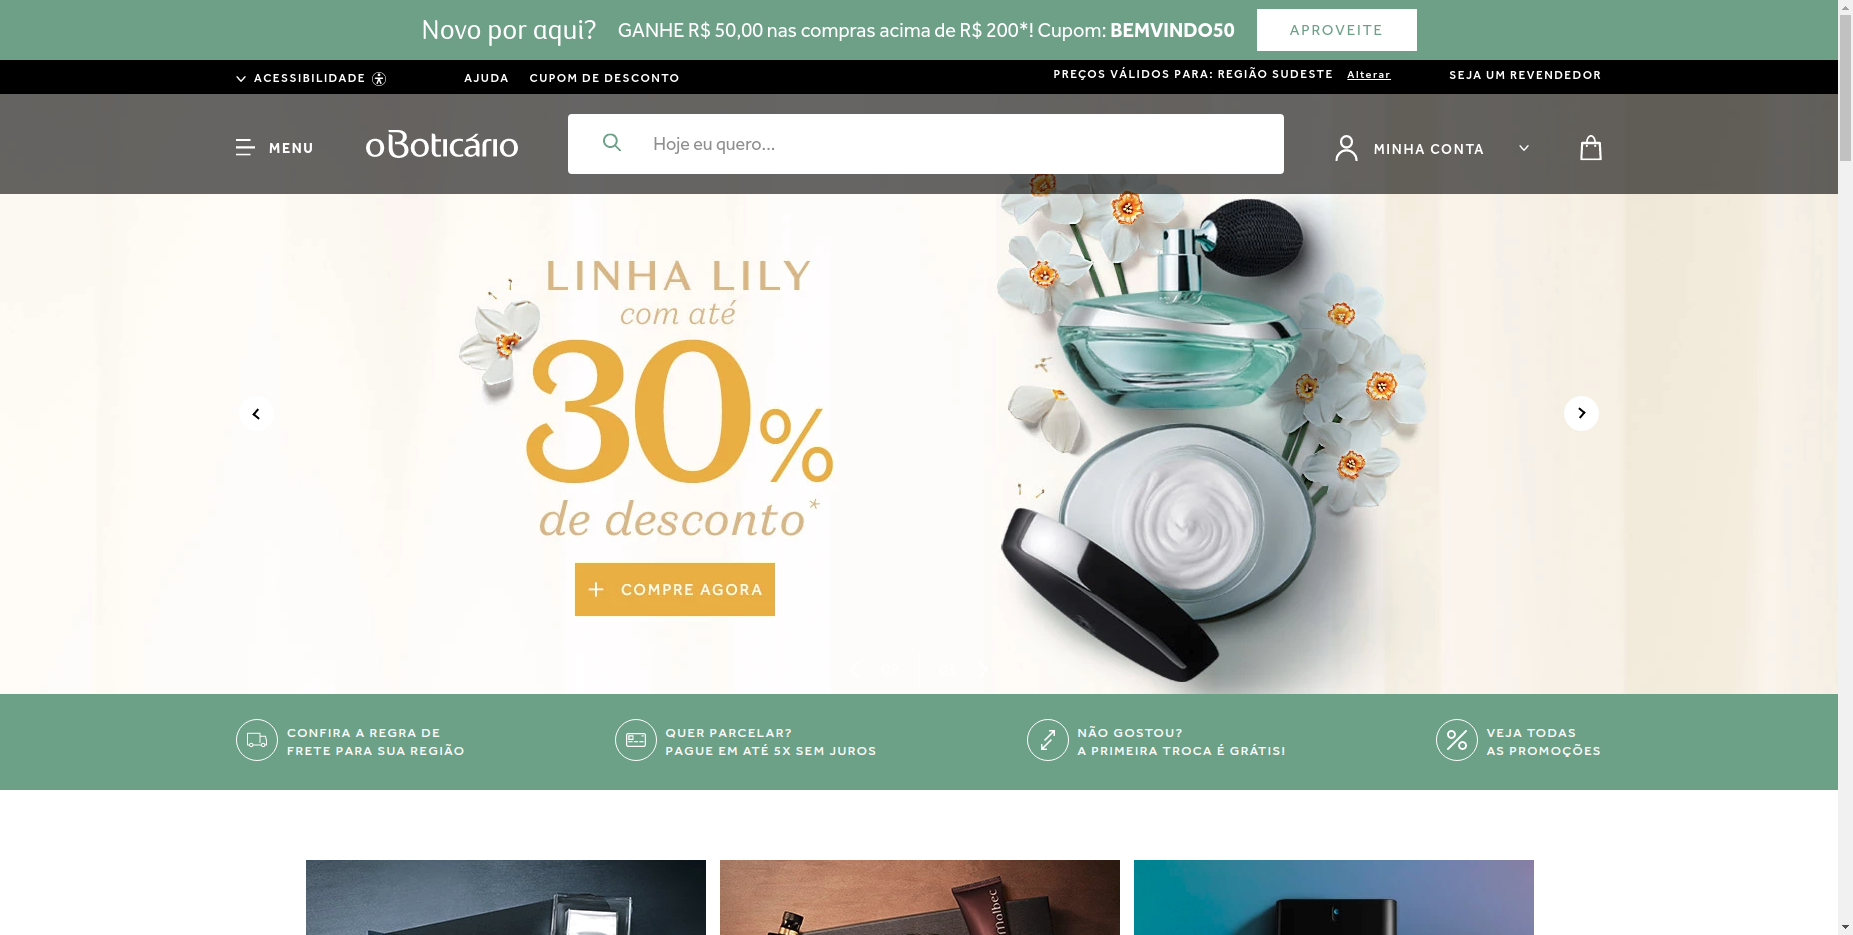 Novo por aqui? GANHE R$ 50,00 nas compras acima de R$ 200*! Cupom: BEMVINDO50 APROVEITE
ACESSIBILIDADE AJUDA CUPOM DE DESCONTO PREÇOS VÁLIDOS PARA: REGIÃO SUDESTE Alterar SEJA UM REVENDEDOR
MENU oBoticário Hoje eu quero... MINHA CONTA
LINHA LILY
com até
30%
de desconto*
+ COMPRE AGORA
CONFIRA A REGRA DE
FRETE PARA SUA REGIÃO
QUER PARCELAR?
PAGUE EM ATÉ 5X SEM JUROS
NÃO GOSTOU?
A PRIMEIRA TROCA É GRÁTIS!
VEJA TODAS
AS PROMOÇÕES